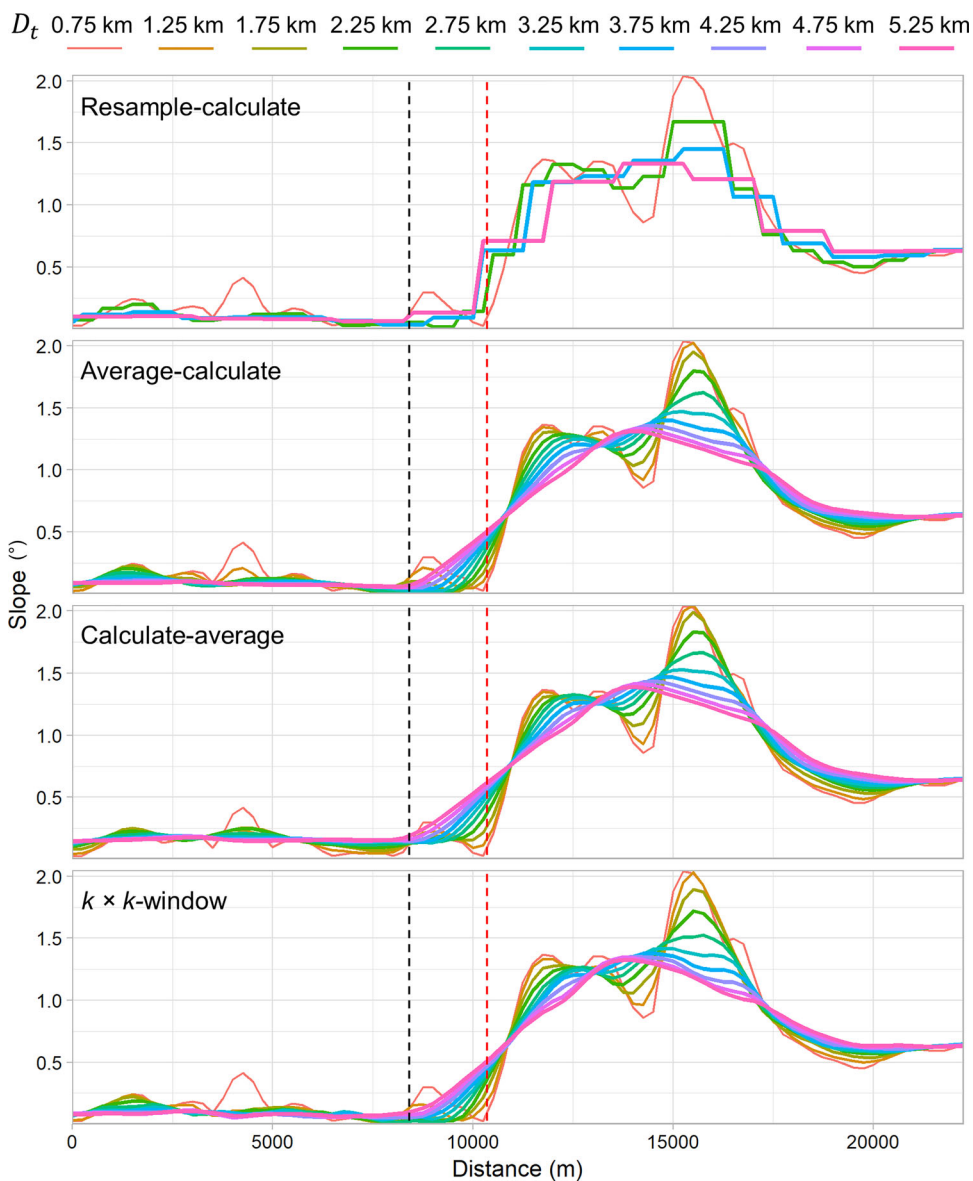 D_t 0.75 km 1.25 km 1.75 km 2.25 km 2.75 km 3.25 km 3.75 km 4.25 km 4.75 km 5.25 km
2.0
Resample-calculate
1.5
1.0
0.5
2.0
Average-calculate
1.5
1.0
0.5
Slope (°)
2.0
Calculate-average
1.5
1.0
0.5
2.0
k × k-window
1.5
1.0
0.5
0 5000 10000 15000 20000
Distance (m)